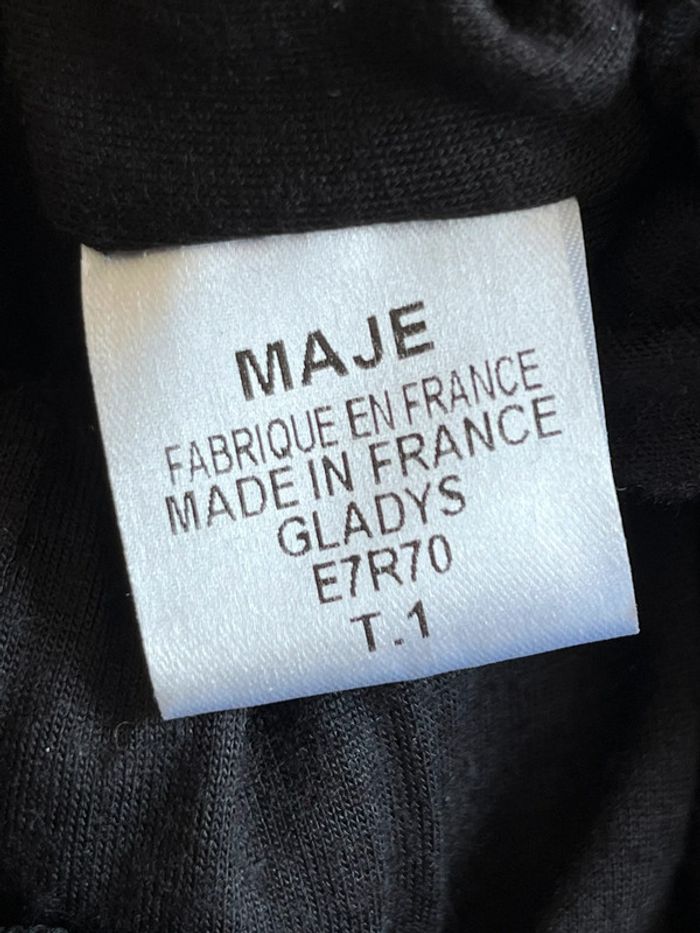 MAJE
FABRIQUE EN FRANCE
MADE IN FRANCE
GLADYS
E7R70
T.1